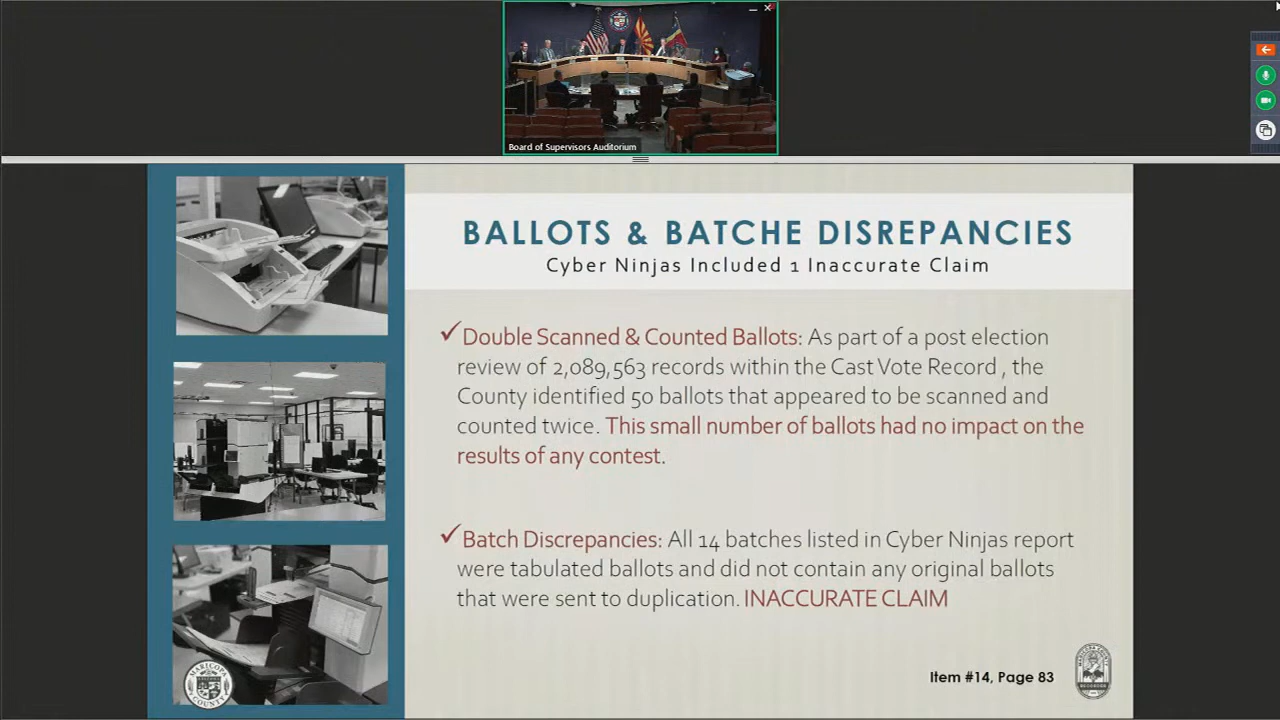 Board of Supervisors Auditorium
BALLOTS & BATCHE DISREPANCIES
Cyber Ninjas Included 1 Inaccurate Claim
Double Scanned & Counted Ballots: As part of a post election
review of 2,089,563 records within the Cast Vote Record , the
County identified 50 ballots that appeared to be scanned and
counted twice. This small number of ballots had no impact on the
results of any contest.
Batch Discrepancies: All 14 batches listed in Cyber Ninjas report
were tabulated ballots and did not contain any original ballots
that were sent to duplication. INACCURATE CLAIM
MARICOPA
COUNTY
Item #14, Page 83